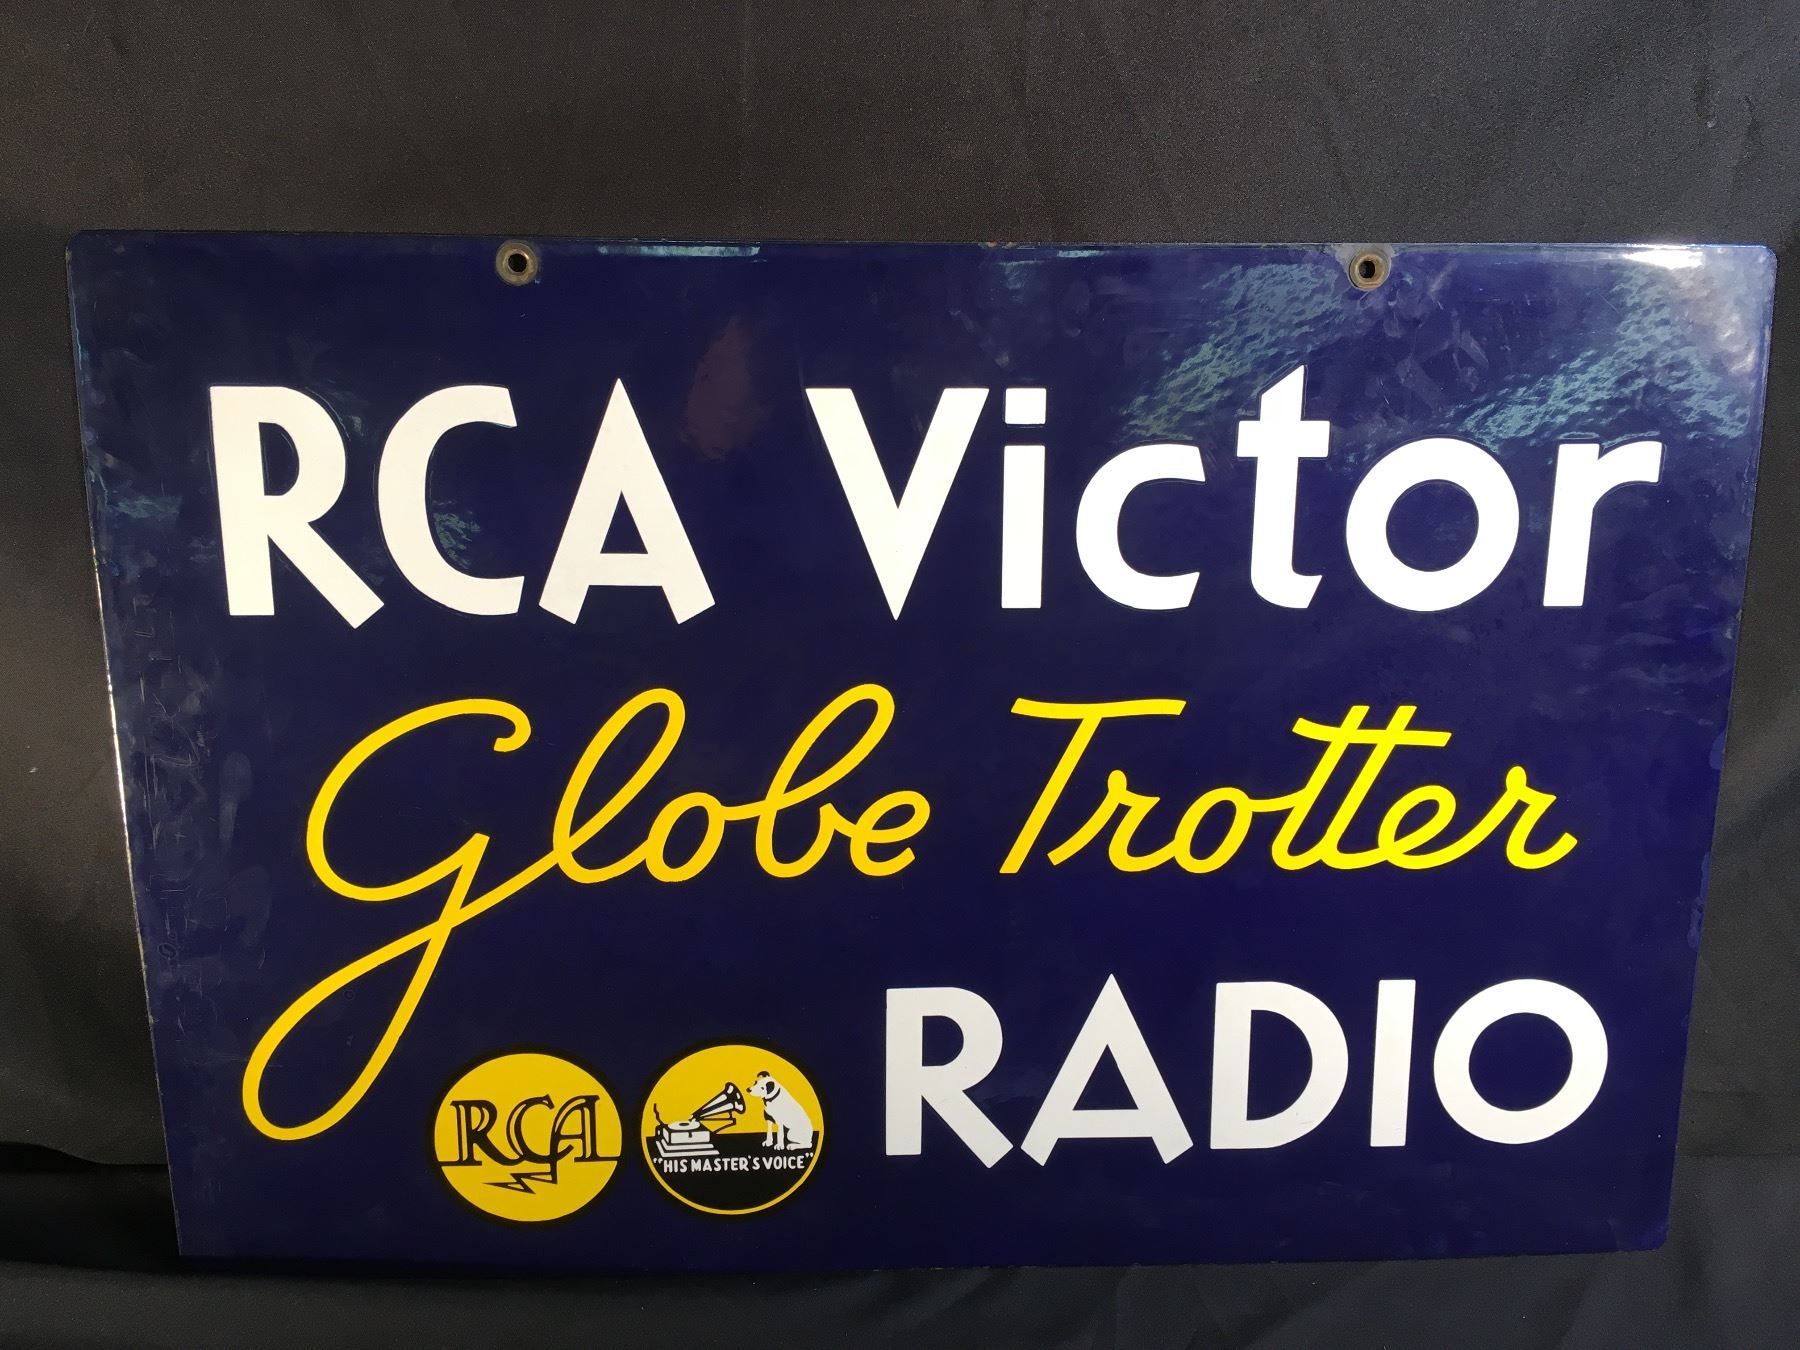 RCA Victor
Globe Trotter
RADIO
RCA
"HIS MASTER'S VOICE"